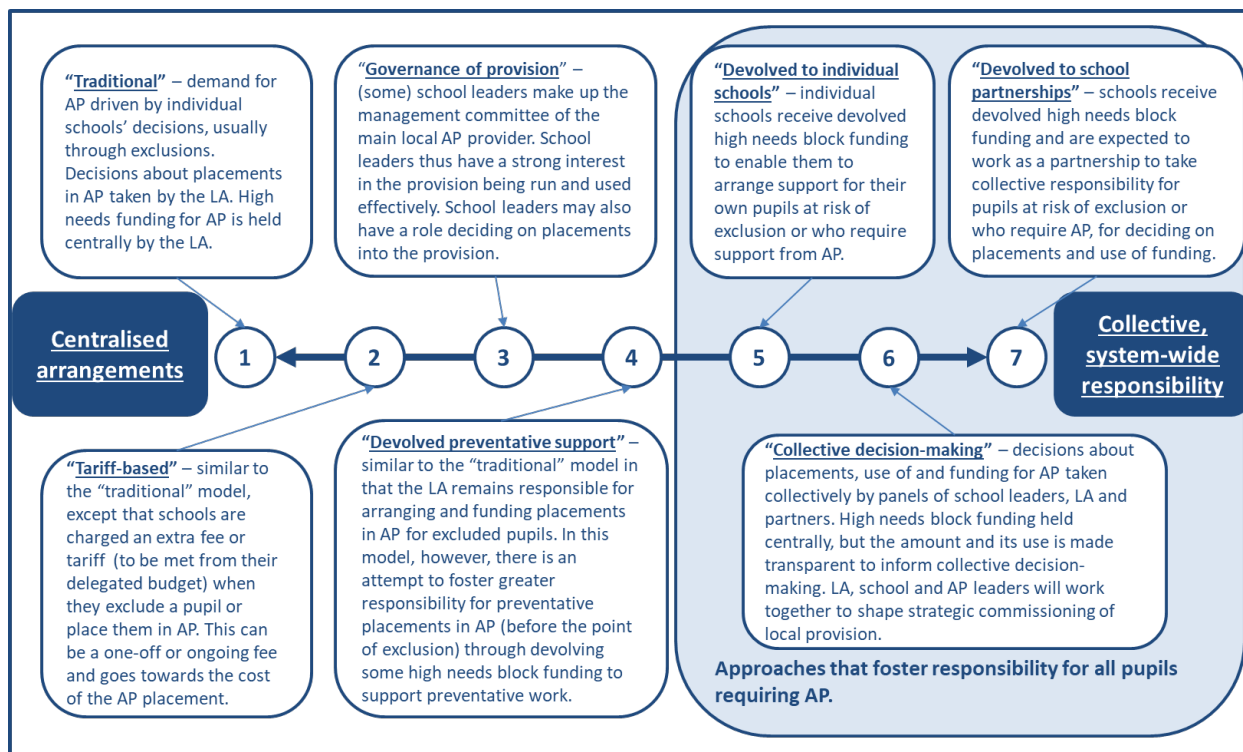 “Traditional” – demand for
AP driven by individual
schools’ decisions, usually
through exclusions.
Decisions about placements
in AP taken by the LA. High
needs funding for AP is held
centrally by the LA.
“Governance of provision” –
(some) school leaders make up the
management committee of the
main local AP provider. School
leaders thus have a strong interest
in the provision being run and used
effectively. School leaders may also
have a role deciding on placements
into the provision.
“Devolved to individual
schools” – individual
schools receive devolved
high needs block funding
to enable them to
arrange support for their
own pupils at risk of
exclusion or who require
support from AP.
“Devolved to school
partnerships” – schools receive
devolved high needs block
funding and are expected to
work as a partnership to take
collective responsibility for
pupils at risk of exclusion or
who require AP, for deciding on
placements and use of funding.
Centralised
arrangements
1
2
3
4
5
6
7
Collective,
system-wide
responsibility
“Tariff-based” – similar to
the “traditional” model,
except that schools are
charged an extra fee or
tariff (to be met from their
delegated budget) when
they exclude a pupil or
place them in AP. This can
be a one-off or ongoing fee
and goes towards the cost
of the AP placement.
“Devolved preventative support” –
similar to the “traditional” model in
that the LA remains responsible for
arranging and funding placements
in AP for excluded pupils. In this
model, however, there is an
attempt to foster greater
responsibility for preventative
placements in AP (before the point
of exclusion) through devolving
some high needs block funding to
support preventative work.
“Collective decision-making” – decisions about
placements, use of and funding for AP taken
collectively by panels of school leaders, LA and
partners. High needs block funding held
centrally, but the amount and its use is made
transparent to inform collective decision-
making. LA, school and AP leaders will work
together to shape strategic commissioning of
local provision.
Approaches that foster responsibility for all pupils
requiring AP.